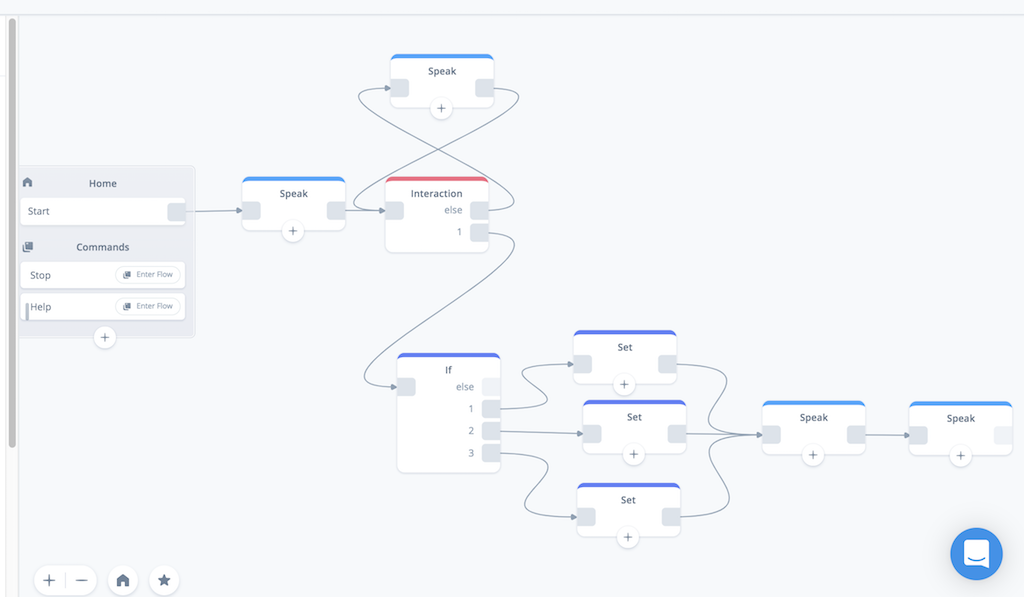 Speak
+
Home
Start
Commands
Stop
Enter Flow
Help
Enter Flow
+
Speak
+
Interaction
else
1
If
else
1
2
3
Set
+
Set
+
Set
+
Speak
+
Speak
+
+ −